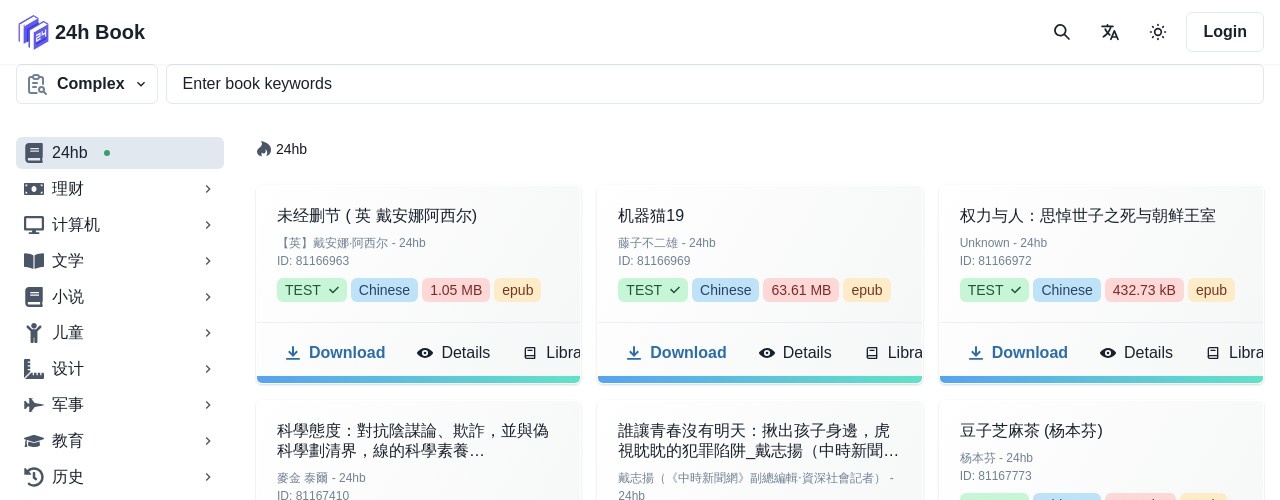 24h Book
Login
Complex
Enter book keywords
24hb
理财
计算机
文学
小说
儿童
设计
军事
教育
历史
24hb
未经删节 ( 英 戴安娜阿西尔)
【英】戴安娜·阿西尔 - 24hb
ID: 81166963
TEST Chinese 1.05 MB epub
Download Details Libra
机器猫19
藤子不二雄 - 24hb
ID: 81166969
TEST Chinese 63.61 MB epub
Download Details Libra
权力与人：思悼世子之死与朝鲜王室
Unknown - 24hb
ID: 81166972
TEST Chinese 432.73 kB epub
Download Details Libra
科學態度：對抗陰謀論、欺詐，並與偽
科學劃清界，線的科學素養…
麥金 泰爾 - 24hb
ID: 81167410
誰讓青春沒有明天：揪出孩子身邊，虎
視眈眈的犯罪陷阱_戴志揚（中時新聞…
戴志揚（《中時新聞網》副總編輯·資深社會記者） -
24hb
豆子芝麻茶 (杨本芬)
杨本芬 - 24hb
ID: 81167773